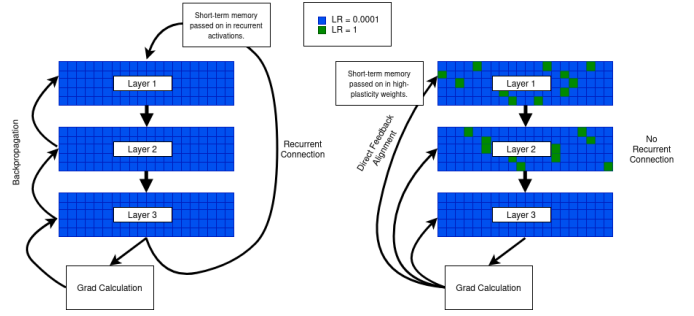 Short-term memory
passed on in recurrent
activations.
LR = 0.0001
LR = 1
Layer 1
Layer 2
Layer 3
Backpropagation
Recurrent
Connection
Grad Calculation
Short-term memory
passed on in high-
plasticity weights.
Direct Feedback
Alignment
Layer 1
Layer 2
Layer 3
No
Recurrent
Connection
Grad Calculation